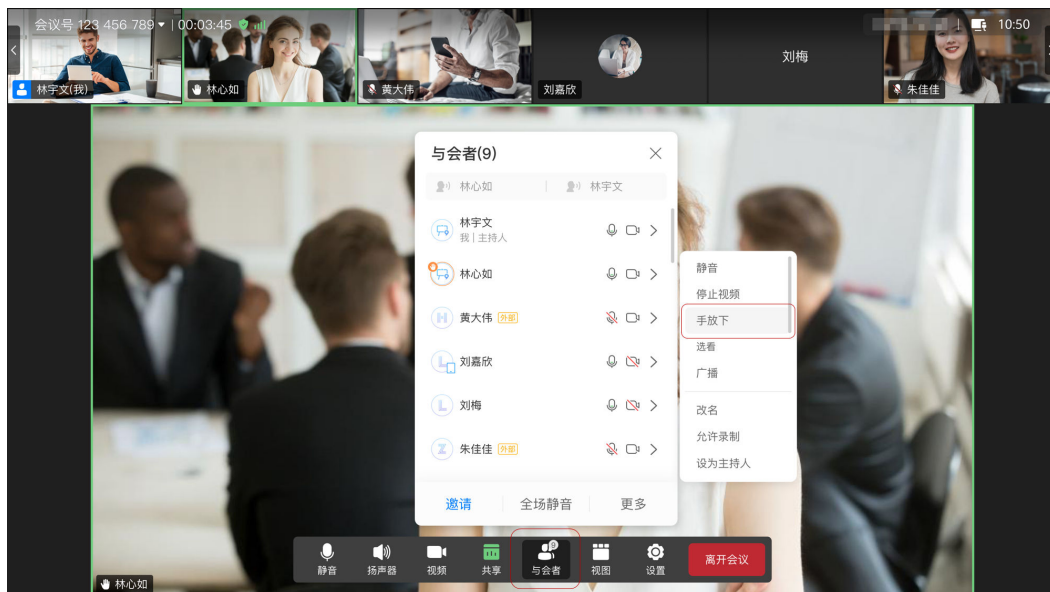 会议号 123 456 789 | 00:03:45
10:50
林宇文(我)
林心如
黄大伟
刘嘉欣
刘梅
朱佳佳
与会者(9)
林心如
林宇文
林宇文
我 | 主持人
林心如
H 黄大伟 外部
L 刘嘉欣
L 刘梅
Z 朱佳佳 外部
邀请
全场静音
更多
静音
停止视频
手放下
选看
广播
改名
允许录制
设为主持人
静音
扬声器
视频
共享
9
与会者
视图
设置
离开会议
林心如